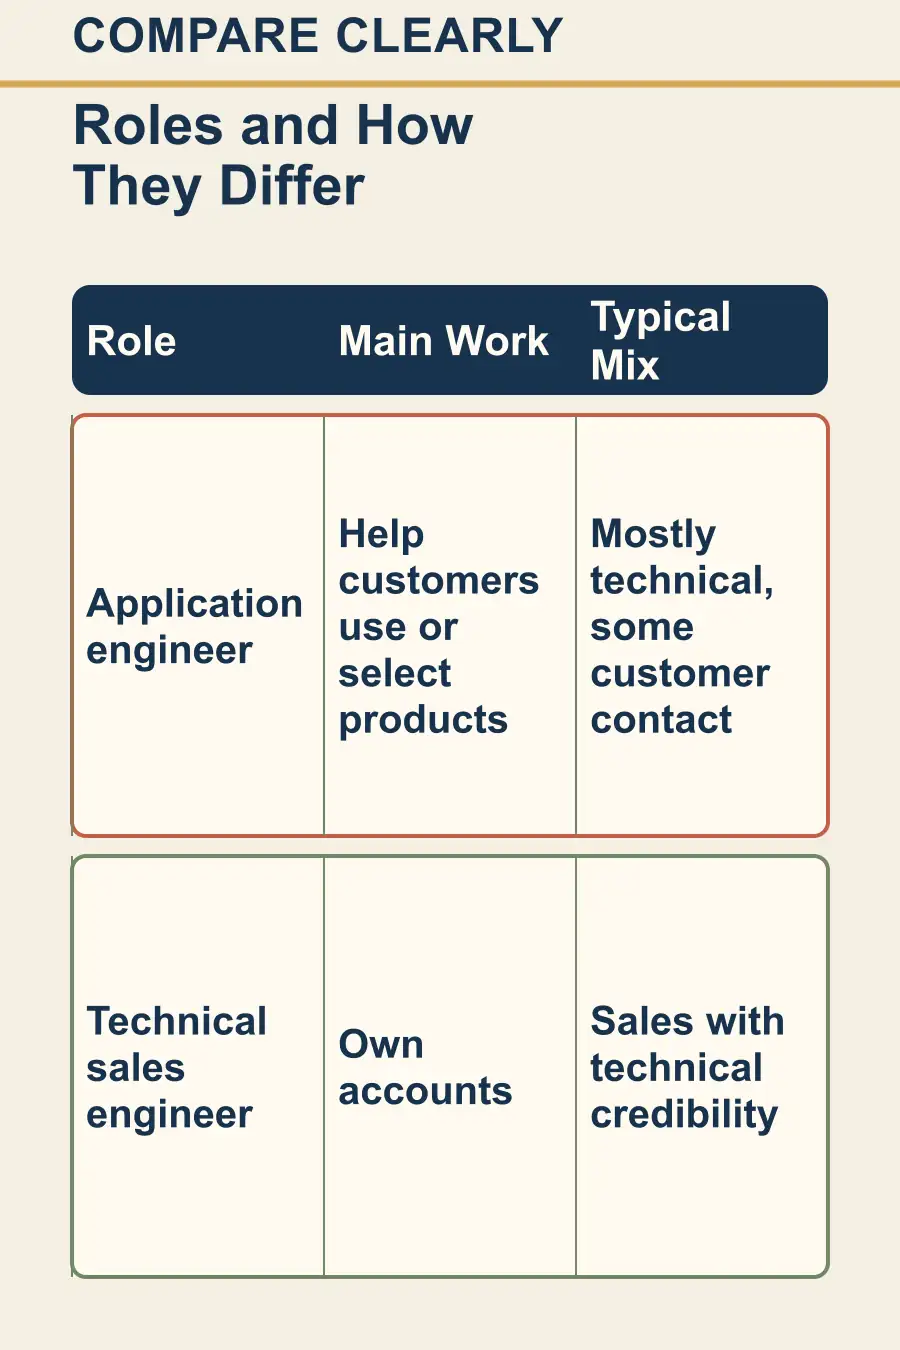 COMPARE CLEARLY
Roles and How
They Differ
Role
Main Work
Typical
Mix
Application
engineer
Help
customers
use or
select
products
Mostly
technical,
some
customer
contact
Technical
sales
engineer
Own
accounts
Sales with
technical
credibility